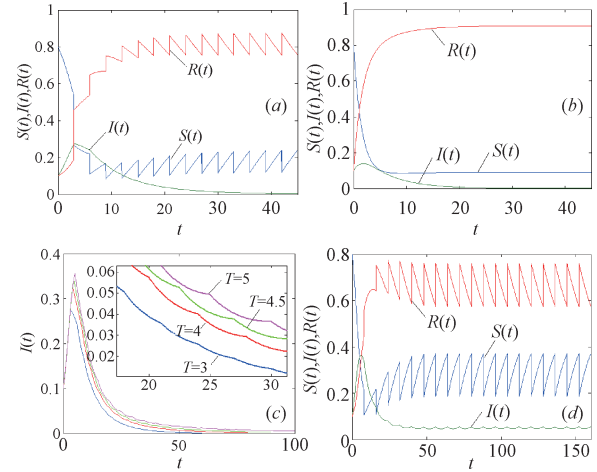 S(t),I(t),R(t)
1
0.8
0.6
0.4
0.2
0
0 10 20 30 40
t
R(t)
(a)
I(t)
S(t)
S(t),I(t),R(t)
1
0.8
0.6
0.4
0.2
0
0 10 20 30 40
t
R(t)
(b)
I(t)
S(t)
I(t)
0.4
0.3
0.2
0.1
0
0 50 100
t
0.06
0.05
0.04
0.03
0.02
20 25 30
T=5
T=4.5
T=4
T=3
(c)
S(t),I(t),R(t)
0.8
0.6
0.4
0.2
0
0 50 100 150
t
R(t)
S(t)
I(t)
(d)